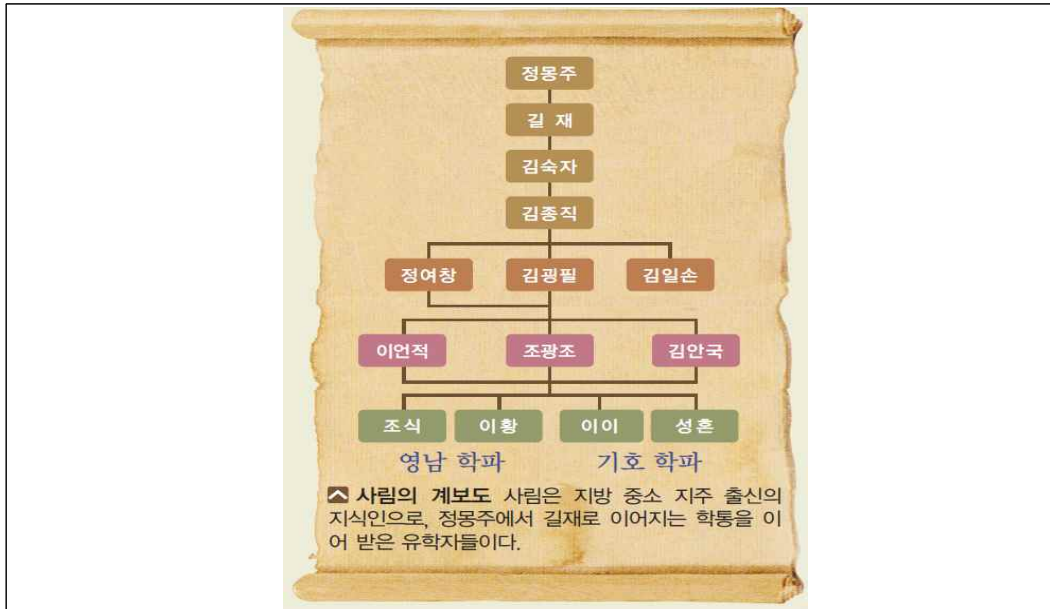 정몽주
길 재
김숙자
김종직
정여창 김굉필 김일손
이언적 조광조 김안국
조식 이황 이이 성혼
영남 학파 기호 학파
사림의 계보도 사림은 지방 중소 지주 출신의
지식인으로, 정몽주에서 길재로 이어지는 학통을 이
어 받은 유학자들이다.